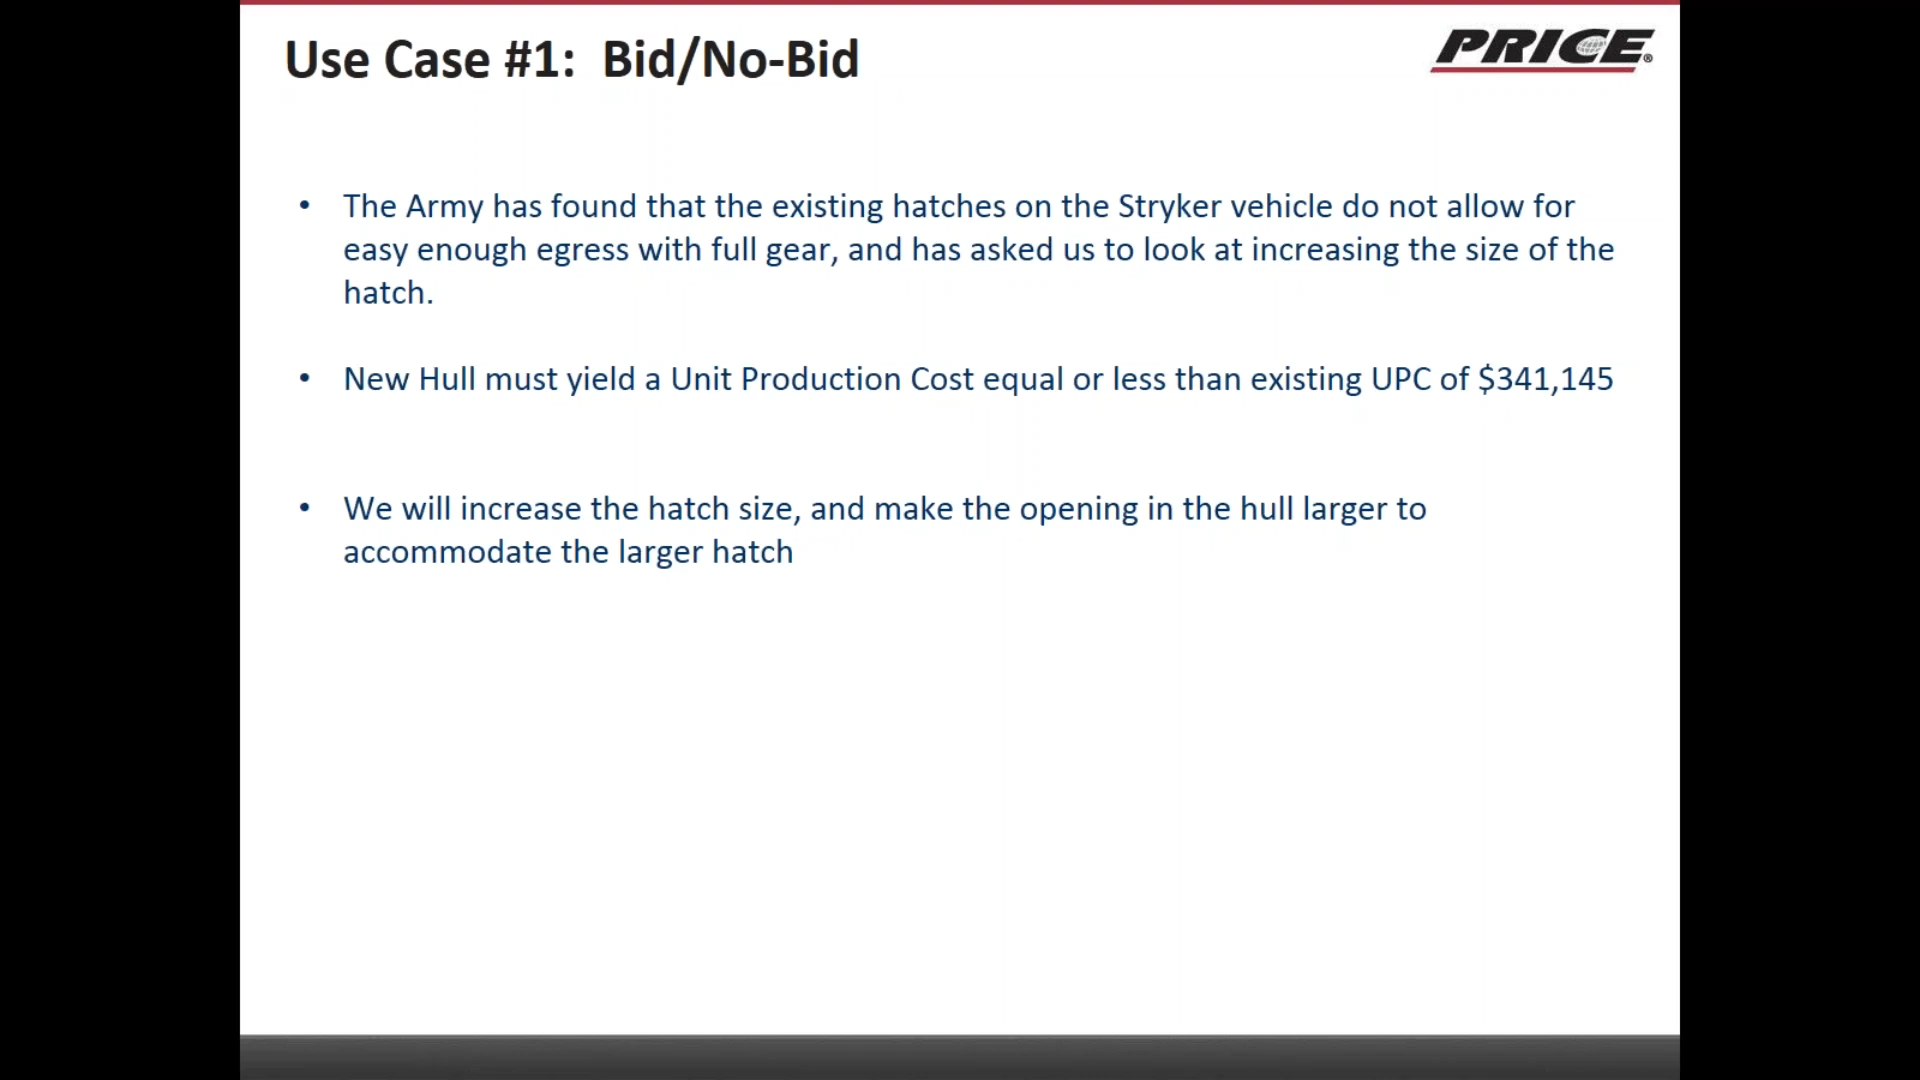 Use Case #1: Bid/No-Bid
PRICE®
• The Army has found that the existing hatches on the Stryker vehicle do not allow for
easy enough egress with full gear, and has asked us to look at increasing the size of the
hatch.
• New Hull must yield a Unit Production Cost equal or less than existing UPC of $341,145
• We will increase the hatch size, and make the opening in the hull larger to
accommodate the larger hatch